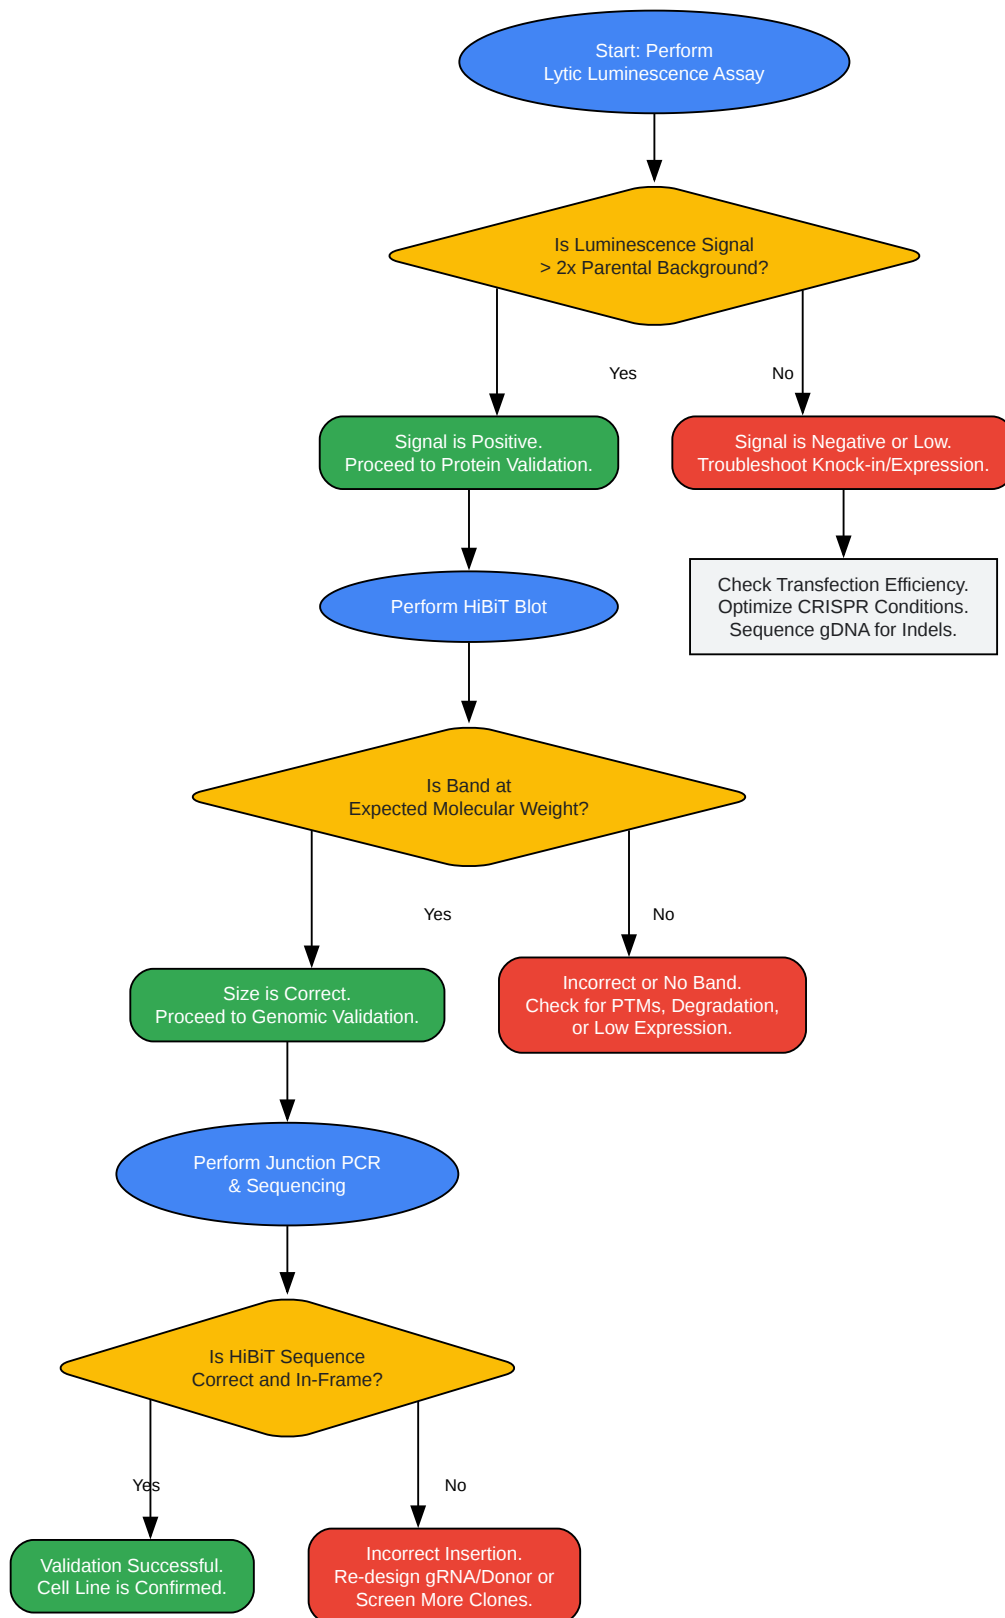 Start: Perform
Lytic Luminescence Assay
Is Luminescence Signal
> 2x Parental Background?
Yes
No
Signal is Positive.
Proceed to Protein Validation.
Signal is Negative or Low.
Troubleshoot Knock-in/Expression.
Perform HiBiT Blot
Check Transfection Efficiency.
Optimize CRISPR Conditions.
Sequence gDNA for Indels.
Is Band at
Expected Molecular Weight?
Yes
No
Size is Correct.
Proceed to Genomic Validation.
Incorrect or No Band.
Check for PTMs, Degradation,
or Low Expression.
Perform Junction PCR
& Sequencing
Is HiBiT Sequence
Correct and In-Frame?
Yes
No
Validation Successful.
Cell Line is Confirmed.
Incorrect Insertion.
Re-design gRNA/Donor or
Screen More Clones.